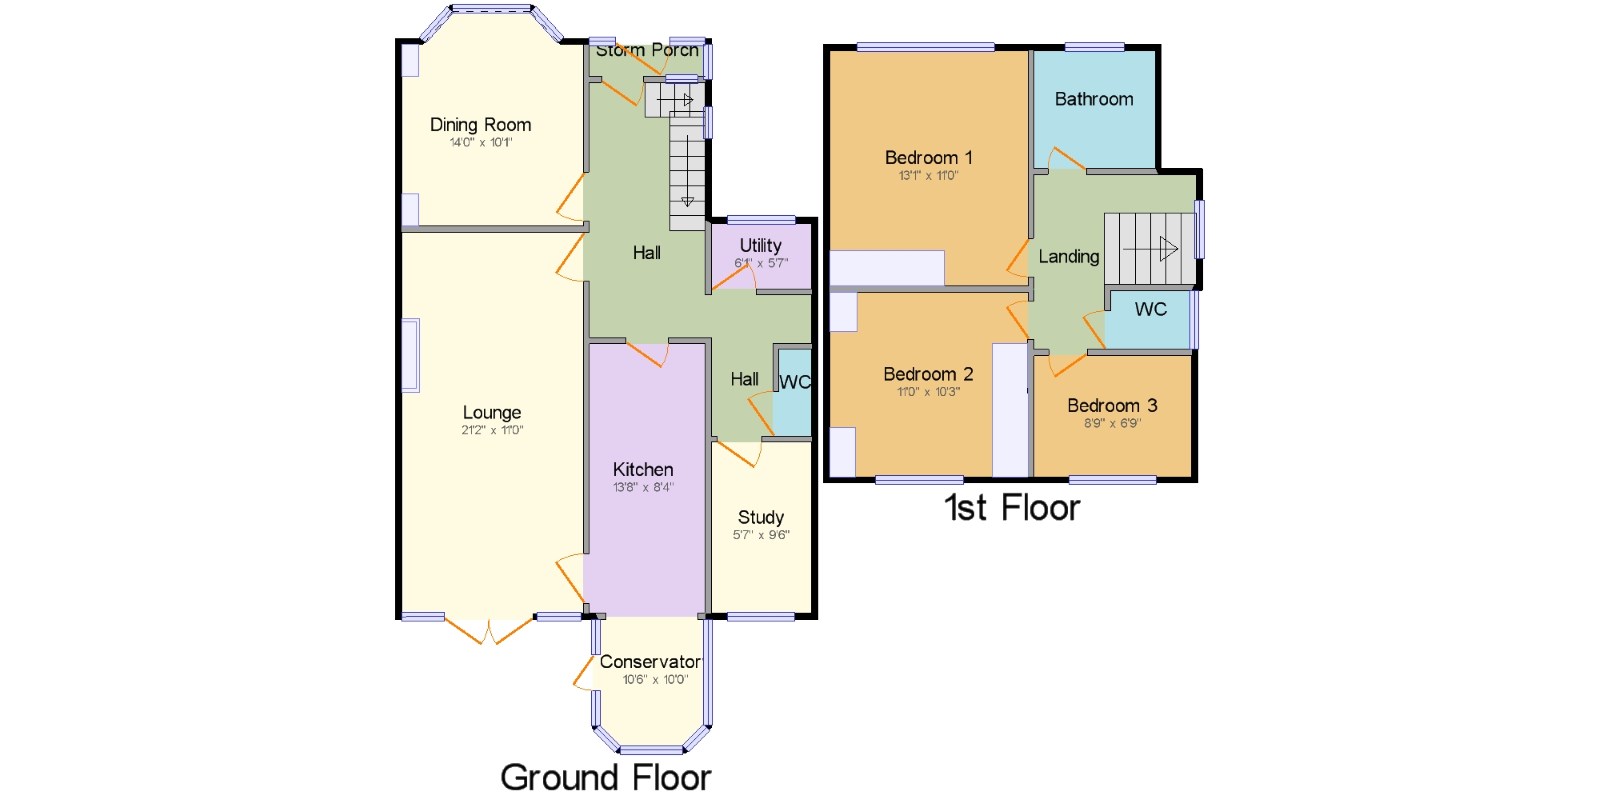 Storm Porch
Dining Room
14'0" x 10'1"
Hall
Utility
6'1" x 5'7"
Lounge
21'2" x 11'0"
Hall
WC
Kitchen
13'8" x 8'4"
Study
5'7" x 9'6"
Conservator
10'6" x 10'0"
Ground Floor
Bathroom
Bedroom 1
13'1" x 11'0"
Landing
WC
Bedroom 2
11'0" x 10'3"
Bedroom 3
8'9" x 6'9"
1st Floor